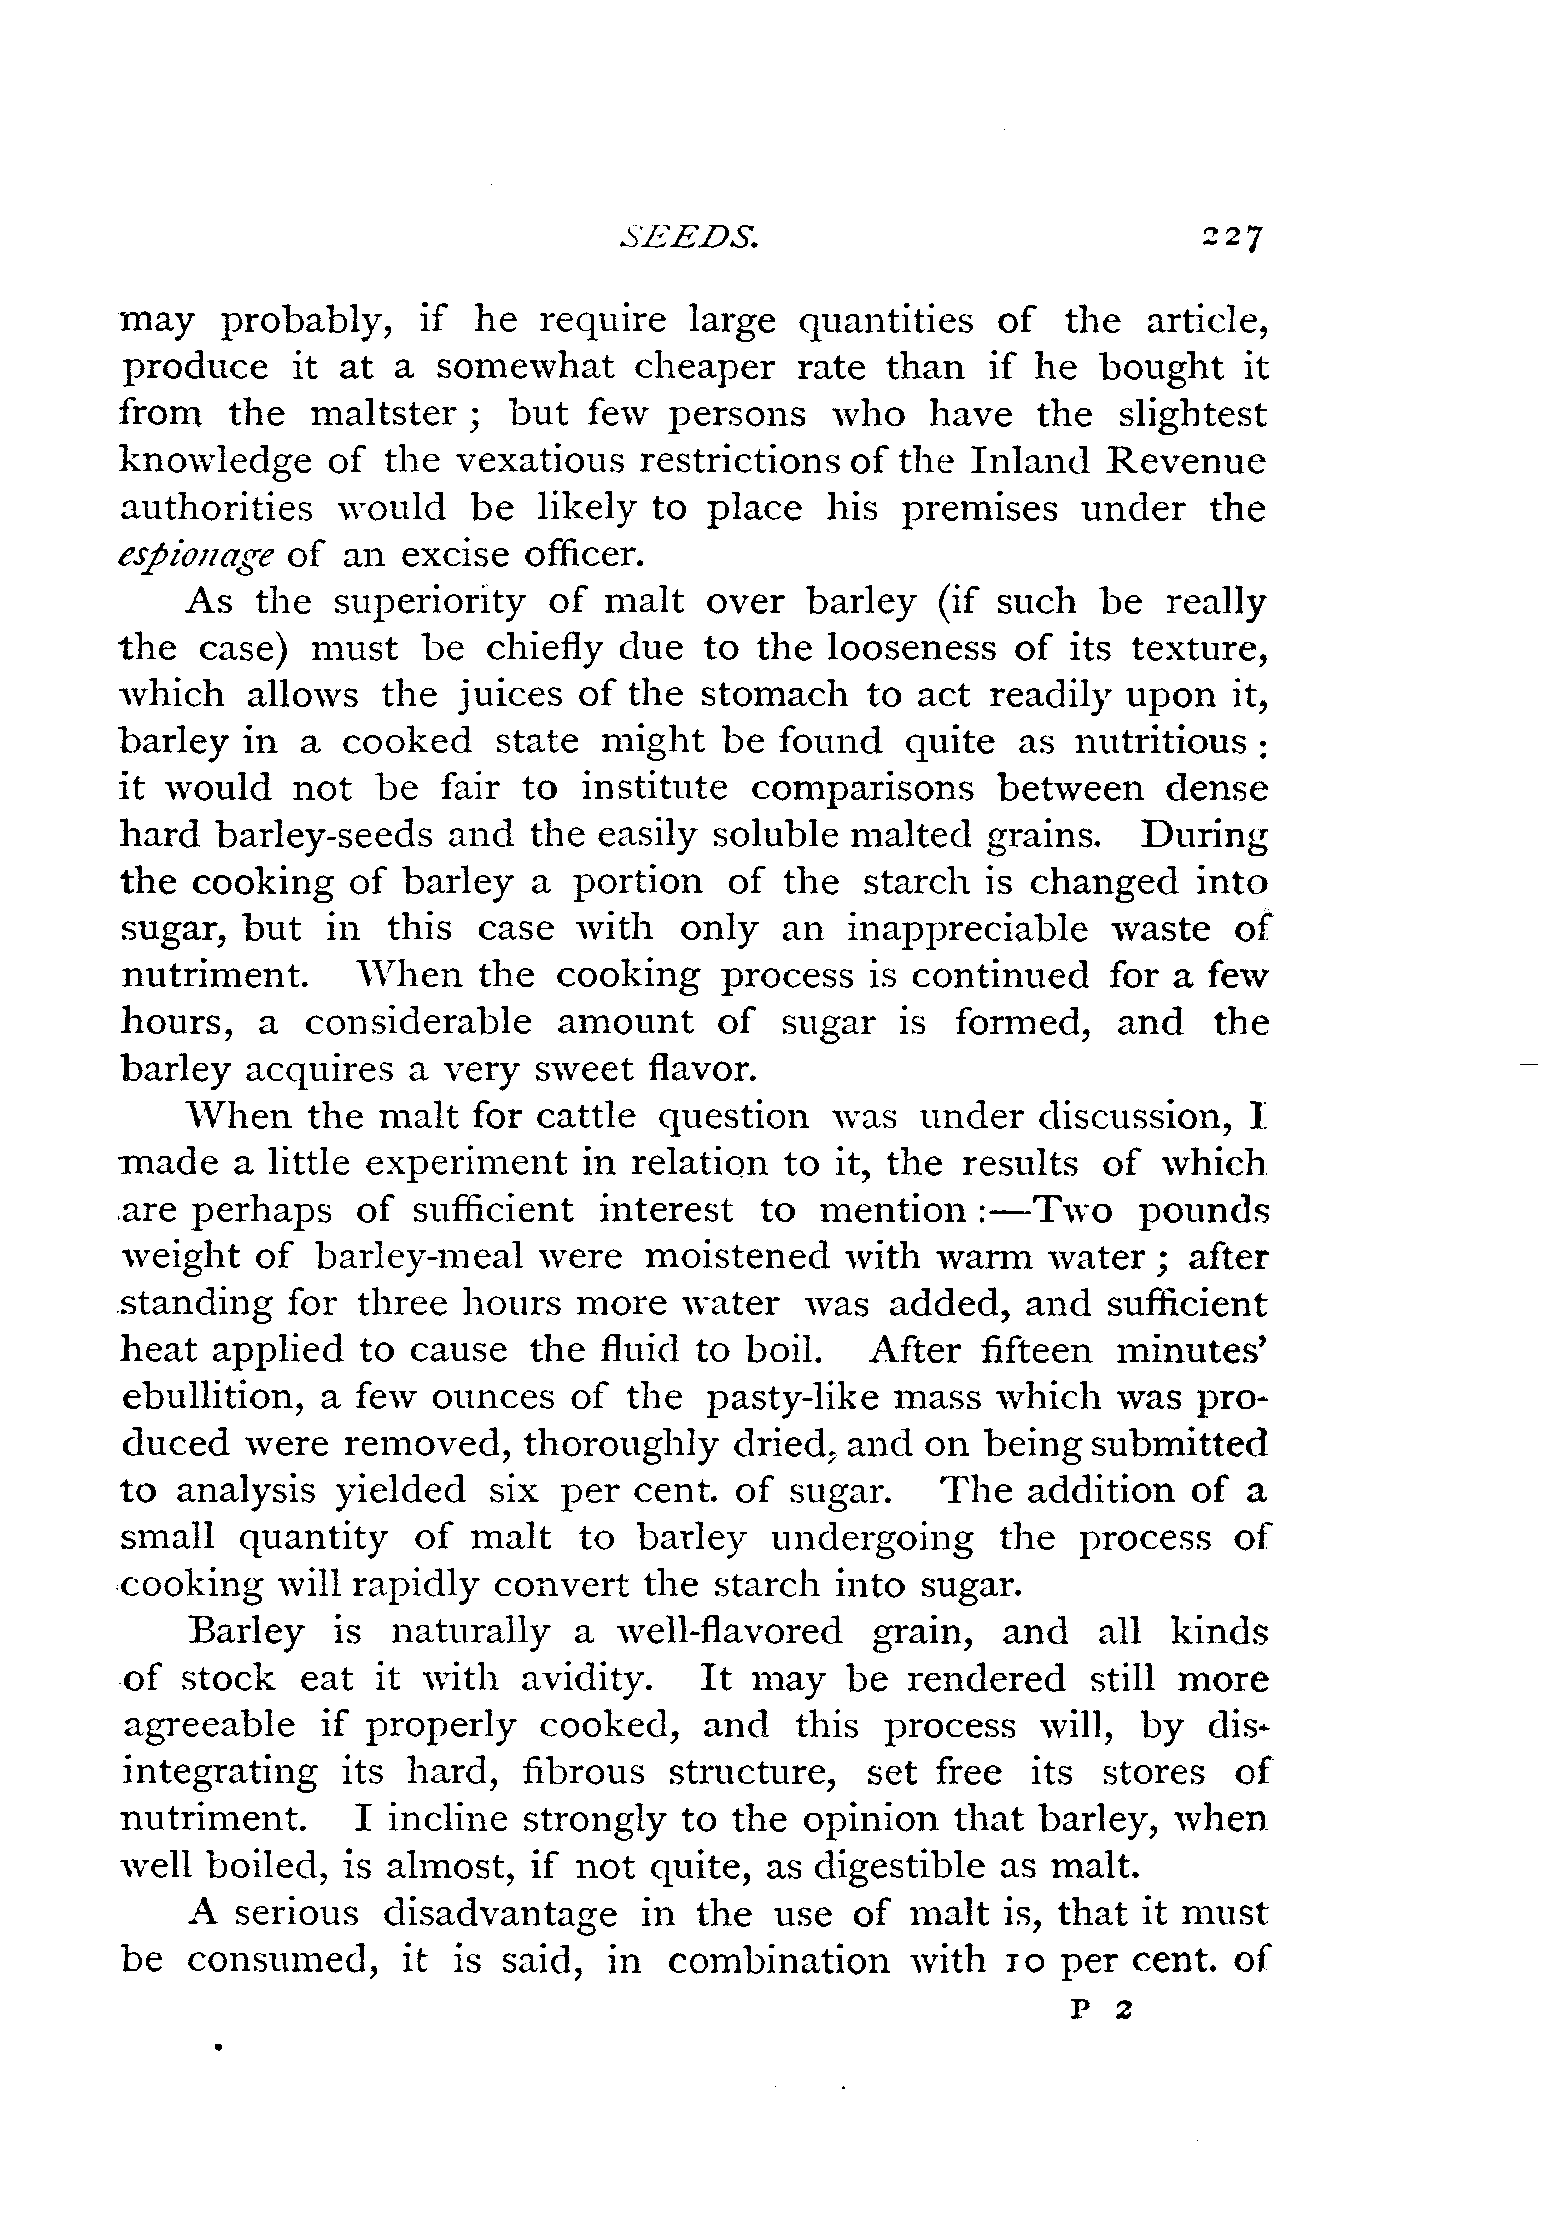 SEEDS. 227
may probably, if he require large quantities of the article,
produce it at a somewhat cheaper rate than if he bought it
from the maltster ; but few persons who have the slightest
knowledge of the vexatious restrictions of the Inland Revenue
authorities would be likely to place his premises under the
espionage of an excise officer.
As the superiority of malt over barley (if such be really
the case) must be chiefly due to the looseness of its texture,
which allows the juices of the stomach to act readily upon it,
barley in a cooked state might be found quite as nutritious :
it would not be fair to institute comparisons between dense
hard barley-seeds and the easily soluble malted grains. During
the cooking of barley a portion of the starch is changed into
sugar, but in this case with only an inappreciable waste of
nutriment. When the cooking process is continued for a few
hours, a considerable amount of sugar is formed, and the
barley acquires a very sweet flavor.
When the malt for cattle question was under discussion, I
made a little experiment in relation to it, the results of which
are perhaps of sufficient interest to mention :—Two pounds
weight of barley-meal were moistened with warm water ; after
standing for three hours more water was added, and sufficient
heat applied to cause the fluid to boil. After fifteen minutes’
ebullition, a few ounces of the pasty-like mass which was pro-
duced were removed, thoroughly dried, and on being submitted
to analysis yielded six per cent. of sugar. The addition of a
small quantity of malt to barley undergoing the process of
cooking will rapidly convert the starch into sugar.
Barley is naturally a well-flavored grain, and all kinds
of stock eat it with avidity. It may be rendered still more
agreeable if properly cooked, and this process will, by dis-
integrating its hard, fibrous structure, set free its stores of
nutriment. I incline strongly to the opinion that barley, when
well boiled, is almost, if not quite, as digestible as malt.
A serious disadvantage in the use of malt is, that it must
be consumed, it is said, in combination with 10 per cent. of
P 2